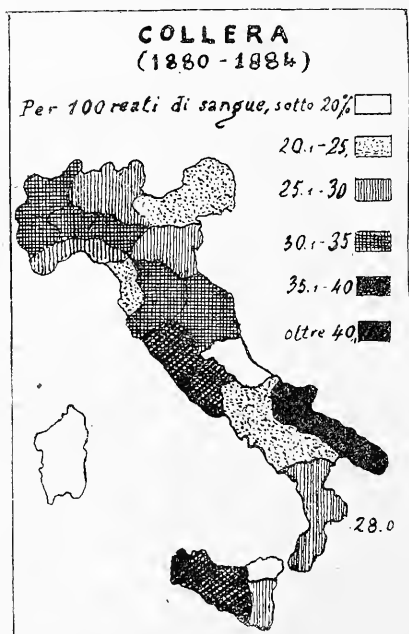 COLLERA
(1880-1884)
Per 100 reati di sangue, sotto 20%
20.1-25,
25.1-30
30.1-35
35.1-40
oltre 40,
28.0